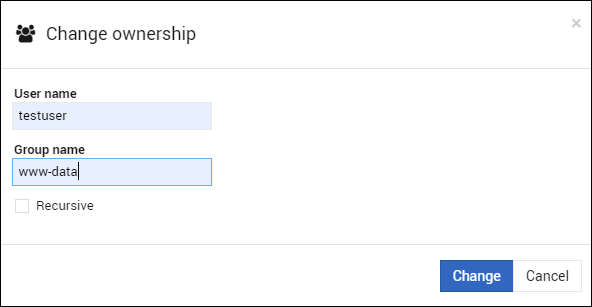 Change ownership
×
User name
testuser
Group name
www-data
Recursive
Change Cancel